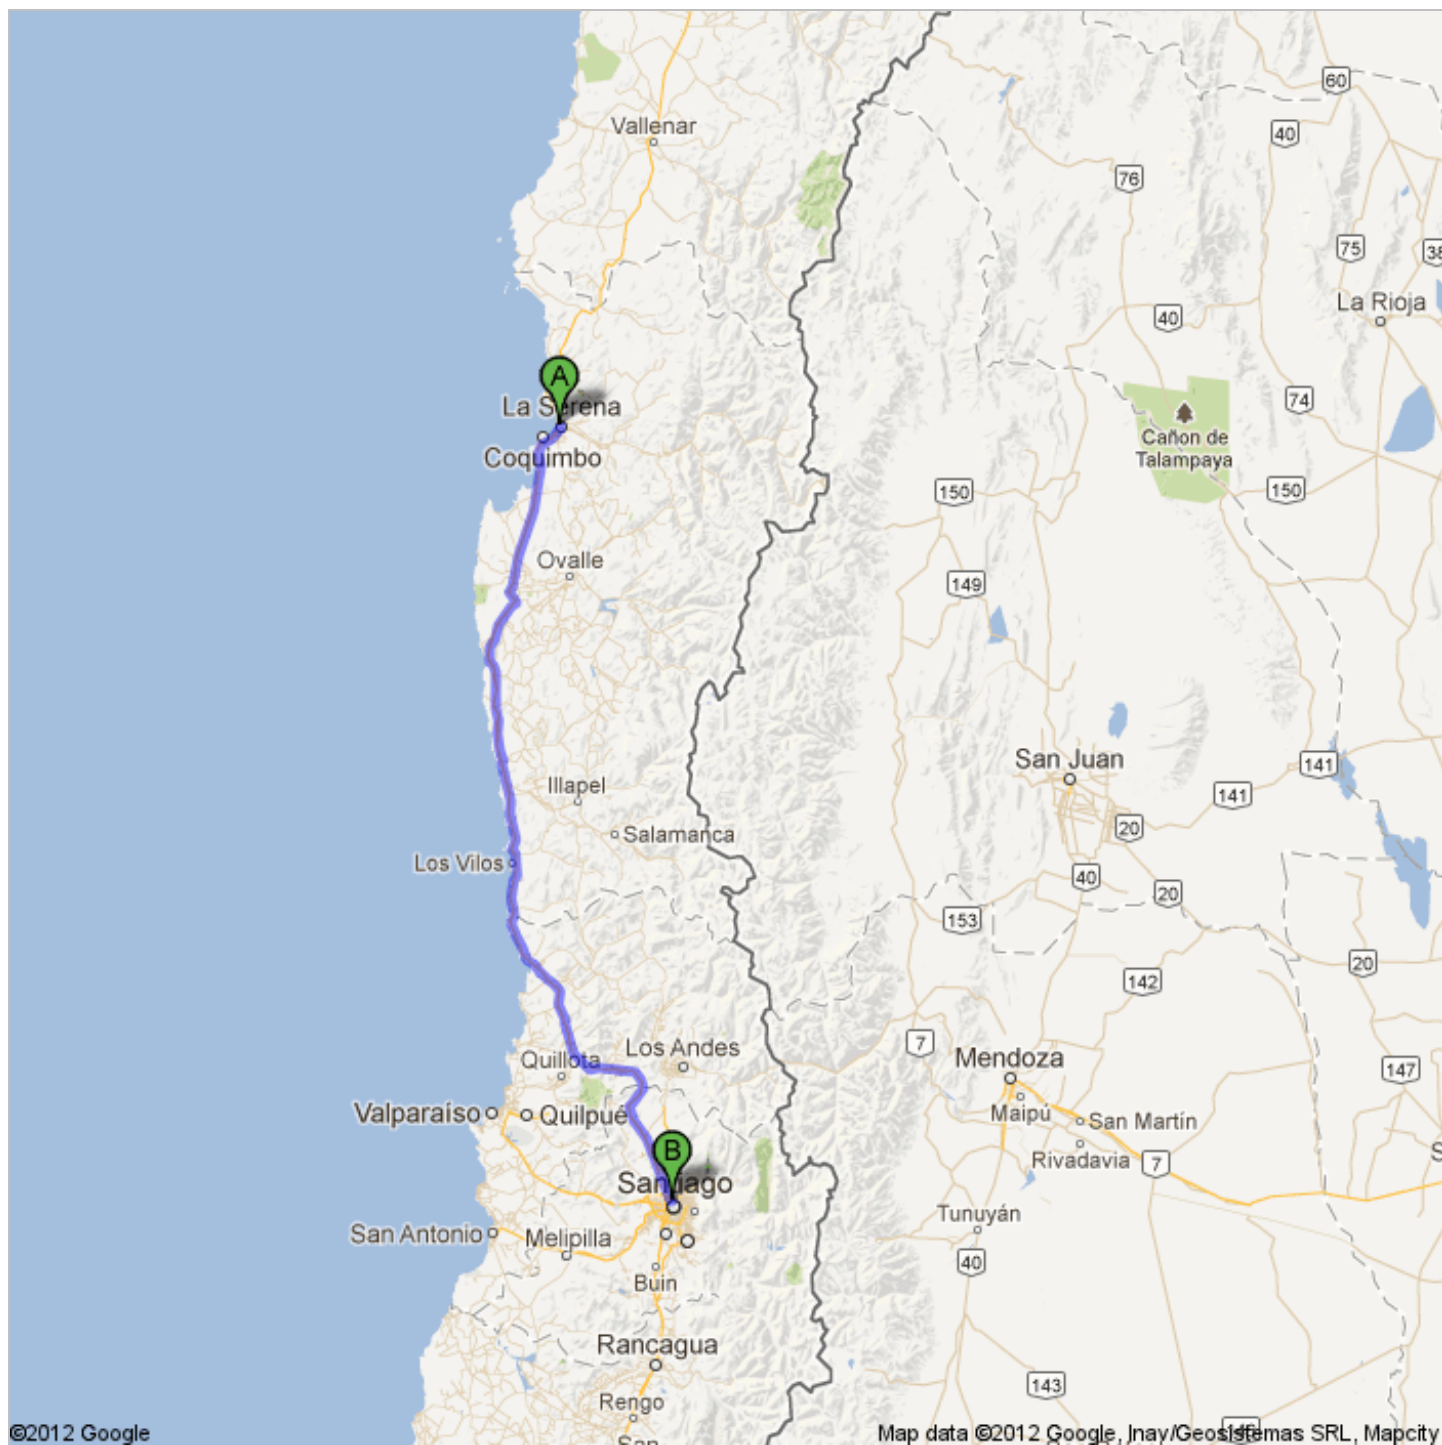 60
Vallenar
40
76
75
38
La Rioja
40
A
74
La Serena
Coquimbo
Cañon de
Talampaya
150
150
Ovalle
149
San Juan
141
Illapel
141
Salamanca
20
Los Vilos
40
20
153
20
142
7
Los Andes
Quillota
Mendoza
147
Maipú
Valparaíso
Quilpué
San Martín
B
Rivadavia
7
S
Santiago
Tunuyán
San Antonio
Melipilla
40
Buin
Rancagua
143
Rengo
©2012 Google
Map data ©2012 Google, Inav/Geosistemas SRL, Mapcity
San